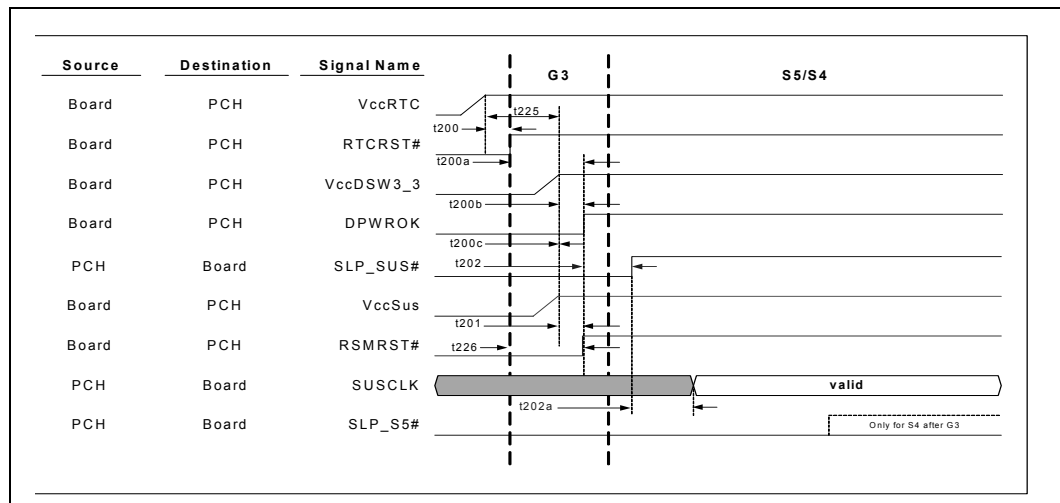 Source Destination Signal Name G3 S5/S4
Board PCH VccRTC
t225
t200
Board PCH RTCRST#
t200a
Board PCH VccDSW3_3
t200b
Board PCH DPWROK
t200c
PCH Board SLP_SUS#
t202
Board PCH VccSus
t201
Board PCH RSMRST#
t226
PCH Board SUSCLK valid
t202a
PCH Board SLP_S5# Only for S4 after G3